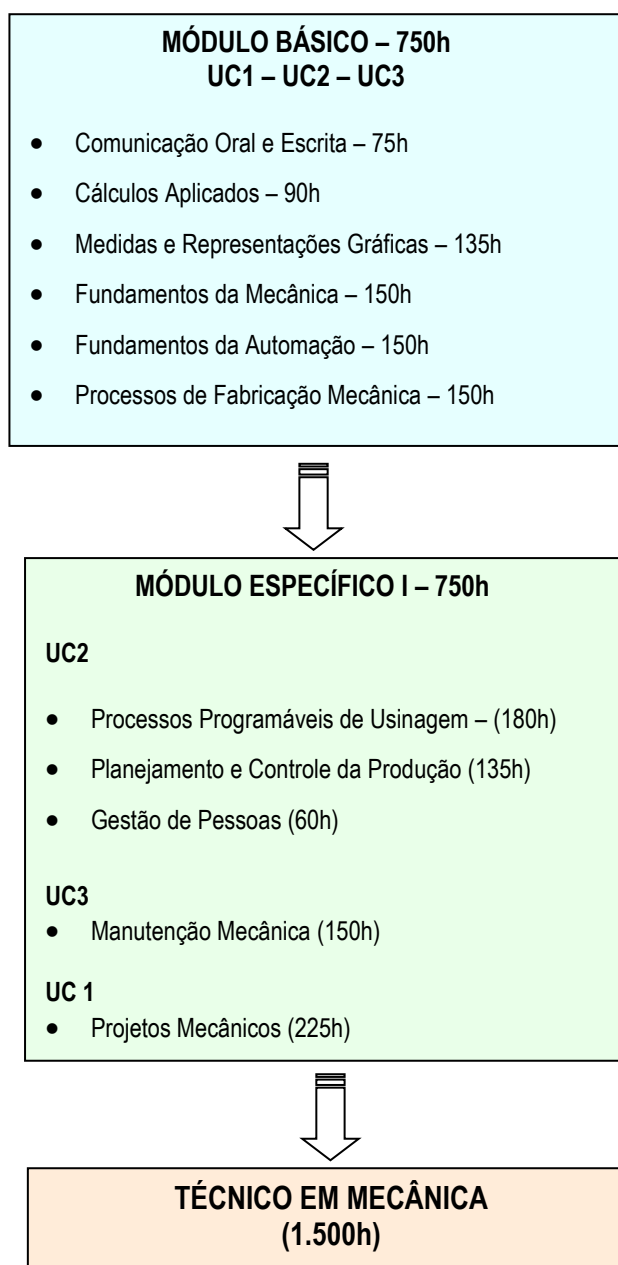 MÓDULO BÁSICO – 750h
UC1 – UC2 – UC3
• Comunicação Oral e Escrita – 75h
• Cálculos Aplicados – 90h
• Medidas e Representações Gráficas – 135h
• Fundamentos da Mecânica – 150h
• Fundamentos da Automação – 150h
• Processos de Fabricação Mecânica – 150h
MÓDULO ESPECÍFICO I – 750h
UC2
• Processos Programáveis de Usinagem – (180h)
• Planejamento e Controle da Produção (135h)
• Gestão de Pessoas (60h)
UC3
• Manutenção Mecânica (150h)
UC 1
• Projetos Mecânicos (225h)
TÉCNICO EM MECÂNICA
(1.500h)